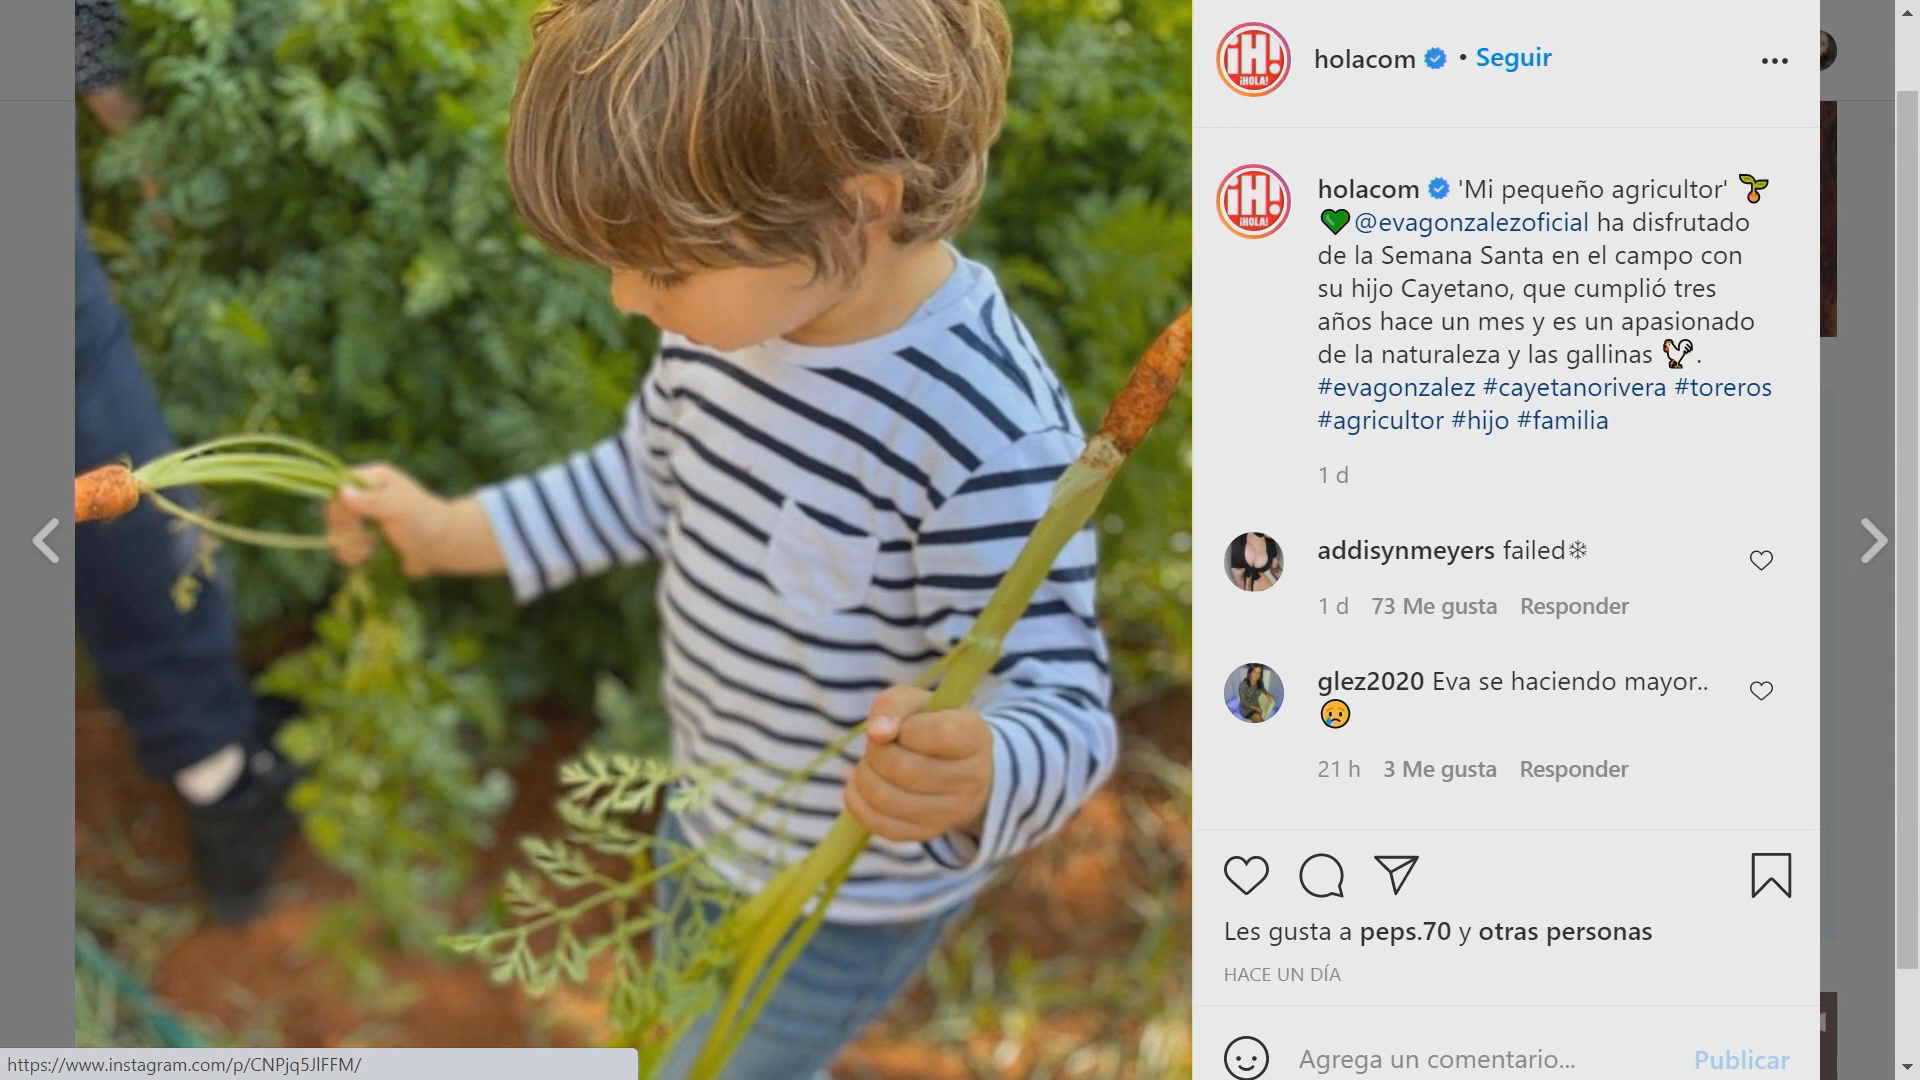 ¡H!
¡HOLA!
holacom • Seguir
¡H!
¡HOLA!
holacom 'Mi pequeño agricultor' 
💚@evagonzalezoficial ha disfrutado
de la Semana Santa en el campo con
su hijo Cayetano, que cumplió tres
años hace un mes y es un apasionado
de la naturaleza y las gallinas 🐓.
#evagonzalez #cayetanorivera #toreros
#agricultor #hijo #familia
1 d
addisynmeyers failed❄
1 d 73 Me gusta Responder
glez2020 Eva se haciendo mayor..
😢
21 h 3 Me gusta Responder
Les gusta a peps.70 y otras personas
HACE UN DÍA
Agrega un comentario... Publicar
https://www.instagram.com/p/CNPjq5JlFFM/